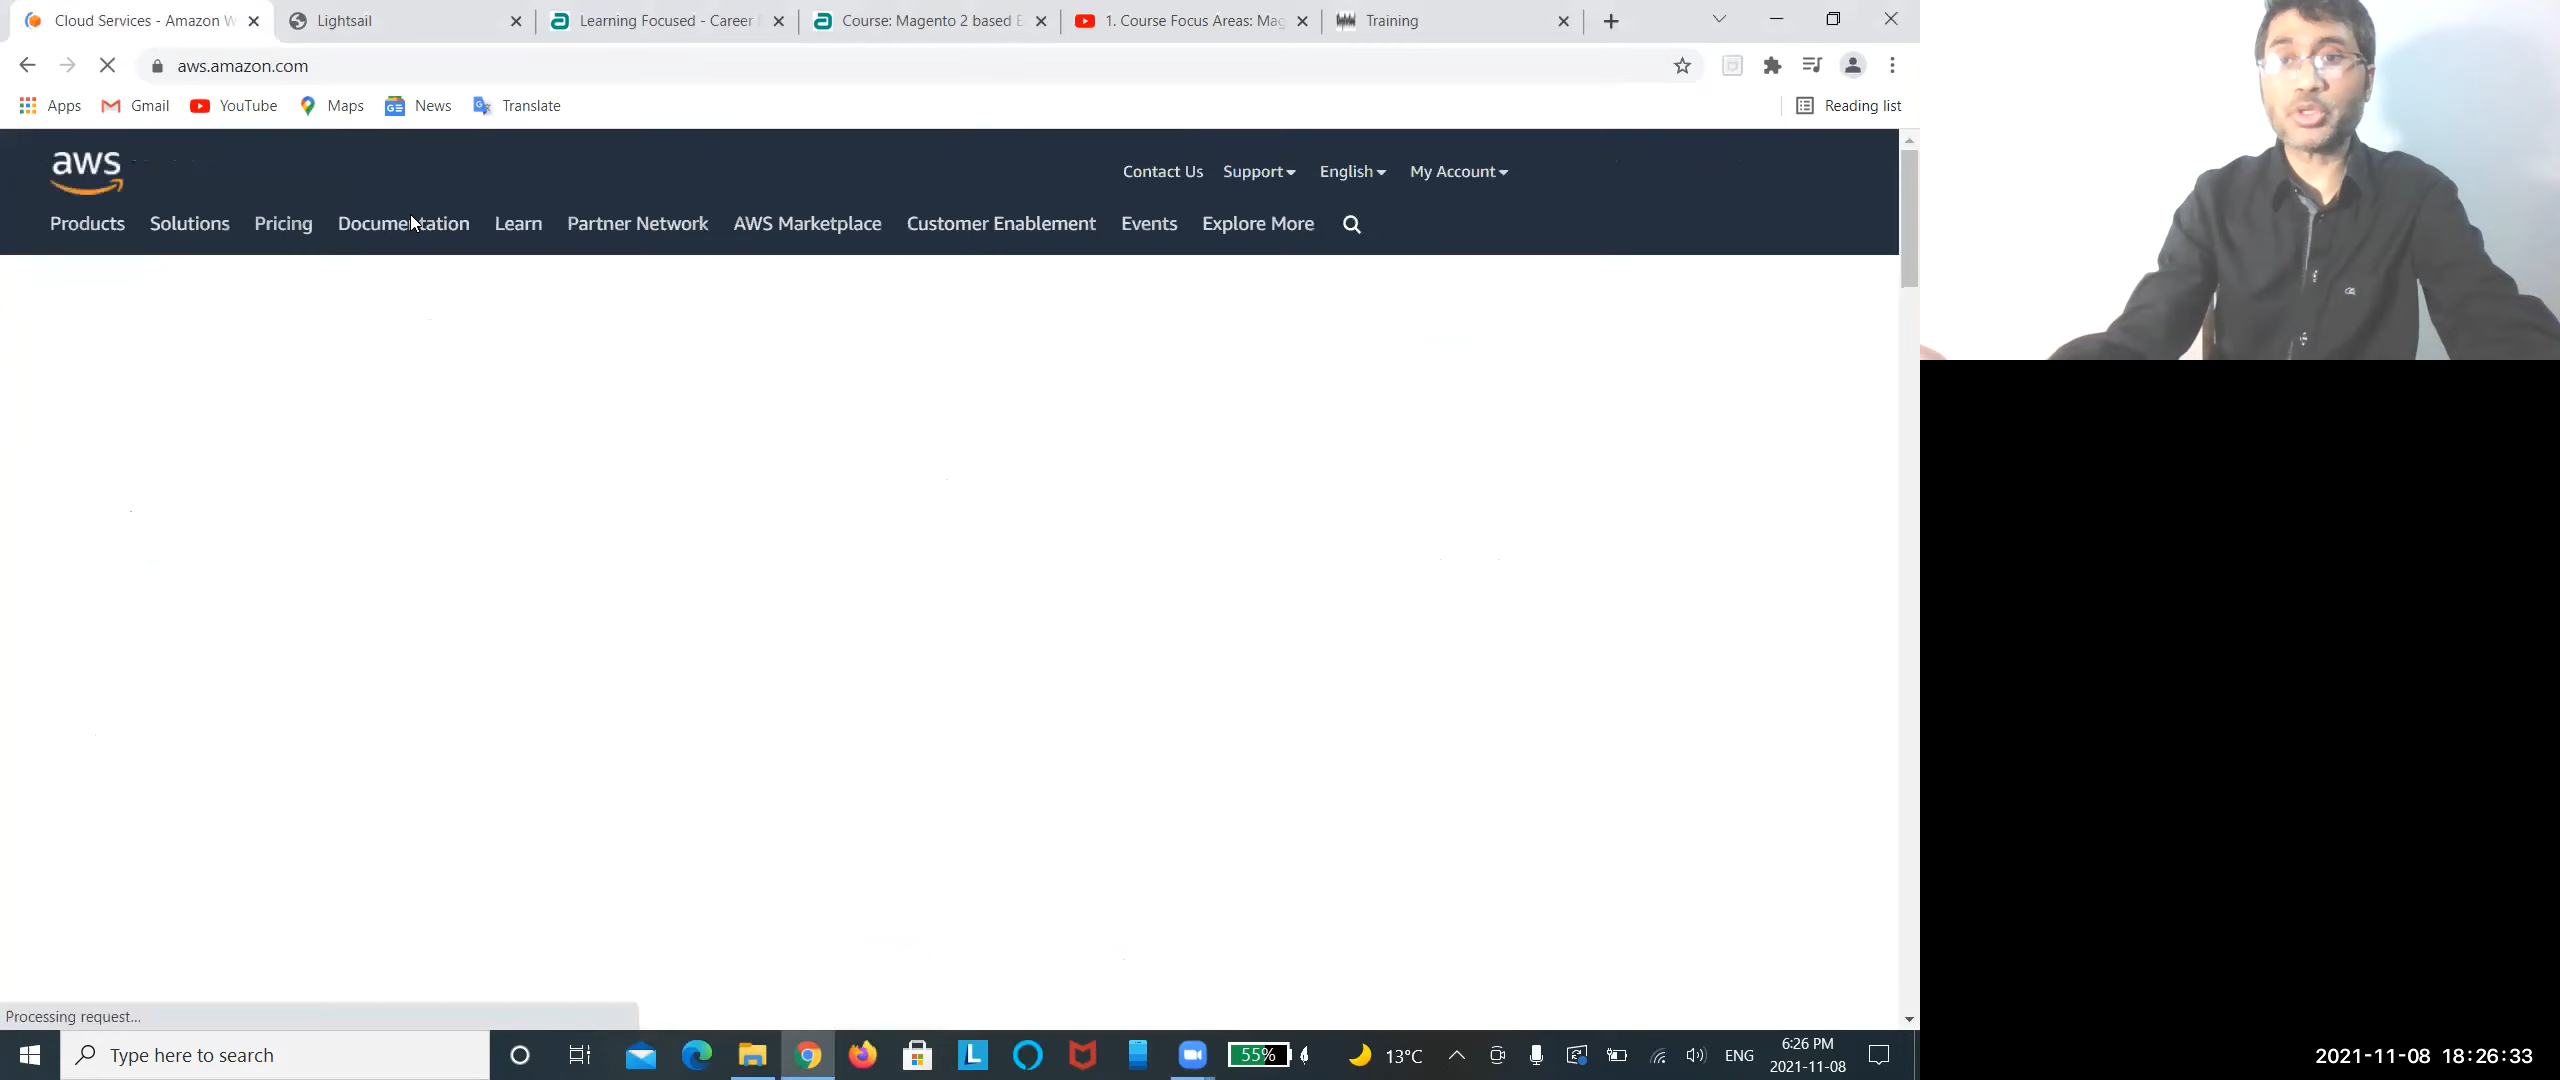 Cloud Services - Amazon W
Lightsail
Learning Focused - Career
Course: Magento 2 based E
1. Course Focus Areas: Mag
Training
aws.amazon.com
Apps
Gmail
YouTube
Maps
News
Translate
Reading list
aws
Contact Us
Support
English
My Account
Products
Solutions
Pricing
Documentation
Learn
Partner Network
AWS Marketplace
Customer Enablement
Events
Explore More
Processing request...
Type here to search
55%
13°C
ENG
6:26 PM
2021-11-08
2021-11-08 18:26:33